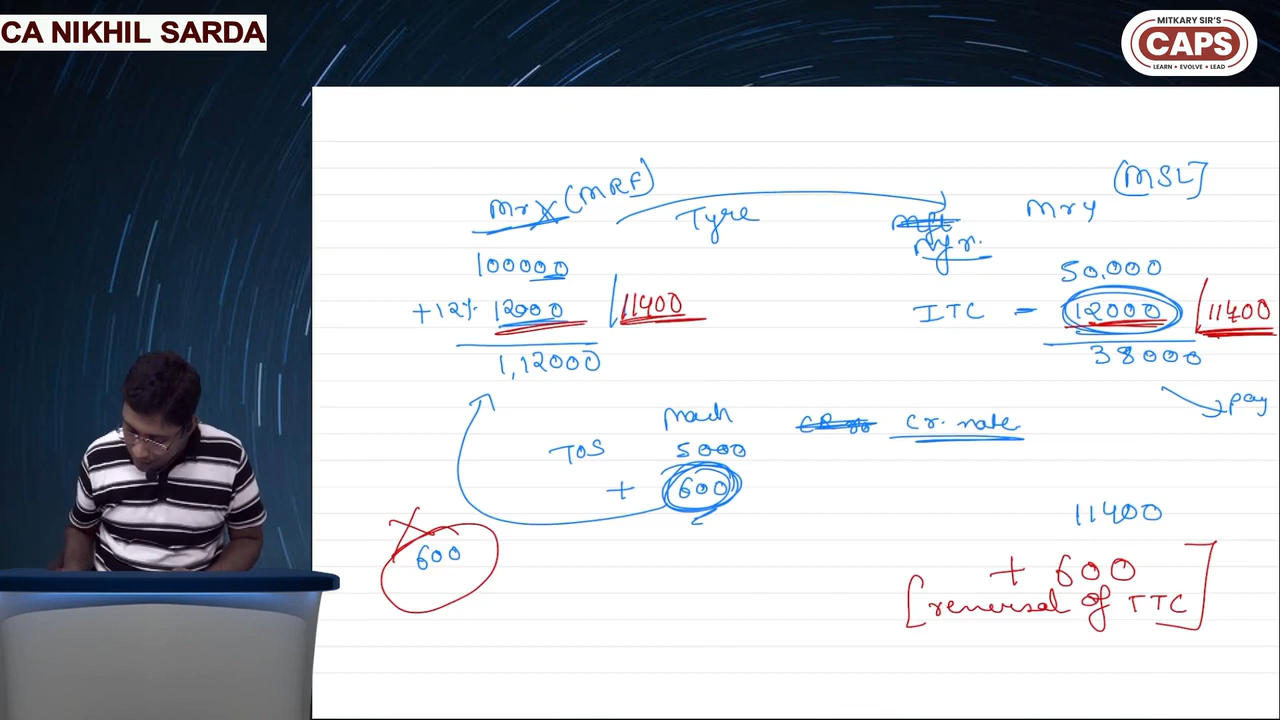 CA NIKHIL SARDA
MITKARY SIR'S
CAPS
LEARN • EVOLVE • LEAD
Mr X (MRF)
Tyre
Myr.
Mr Y
[MSL]
100000
+12% 12000 | 11400
1,12000
50,000
ITC - 12000 | 11400
38000
pay
March
TOS 5000
+ 600
Cr. note
600
11400
+ 600
[reversal of ITC]